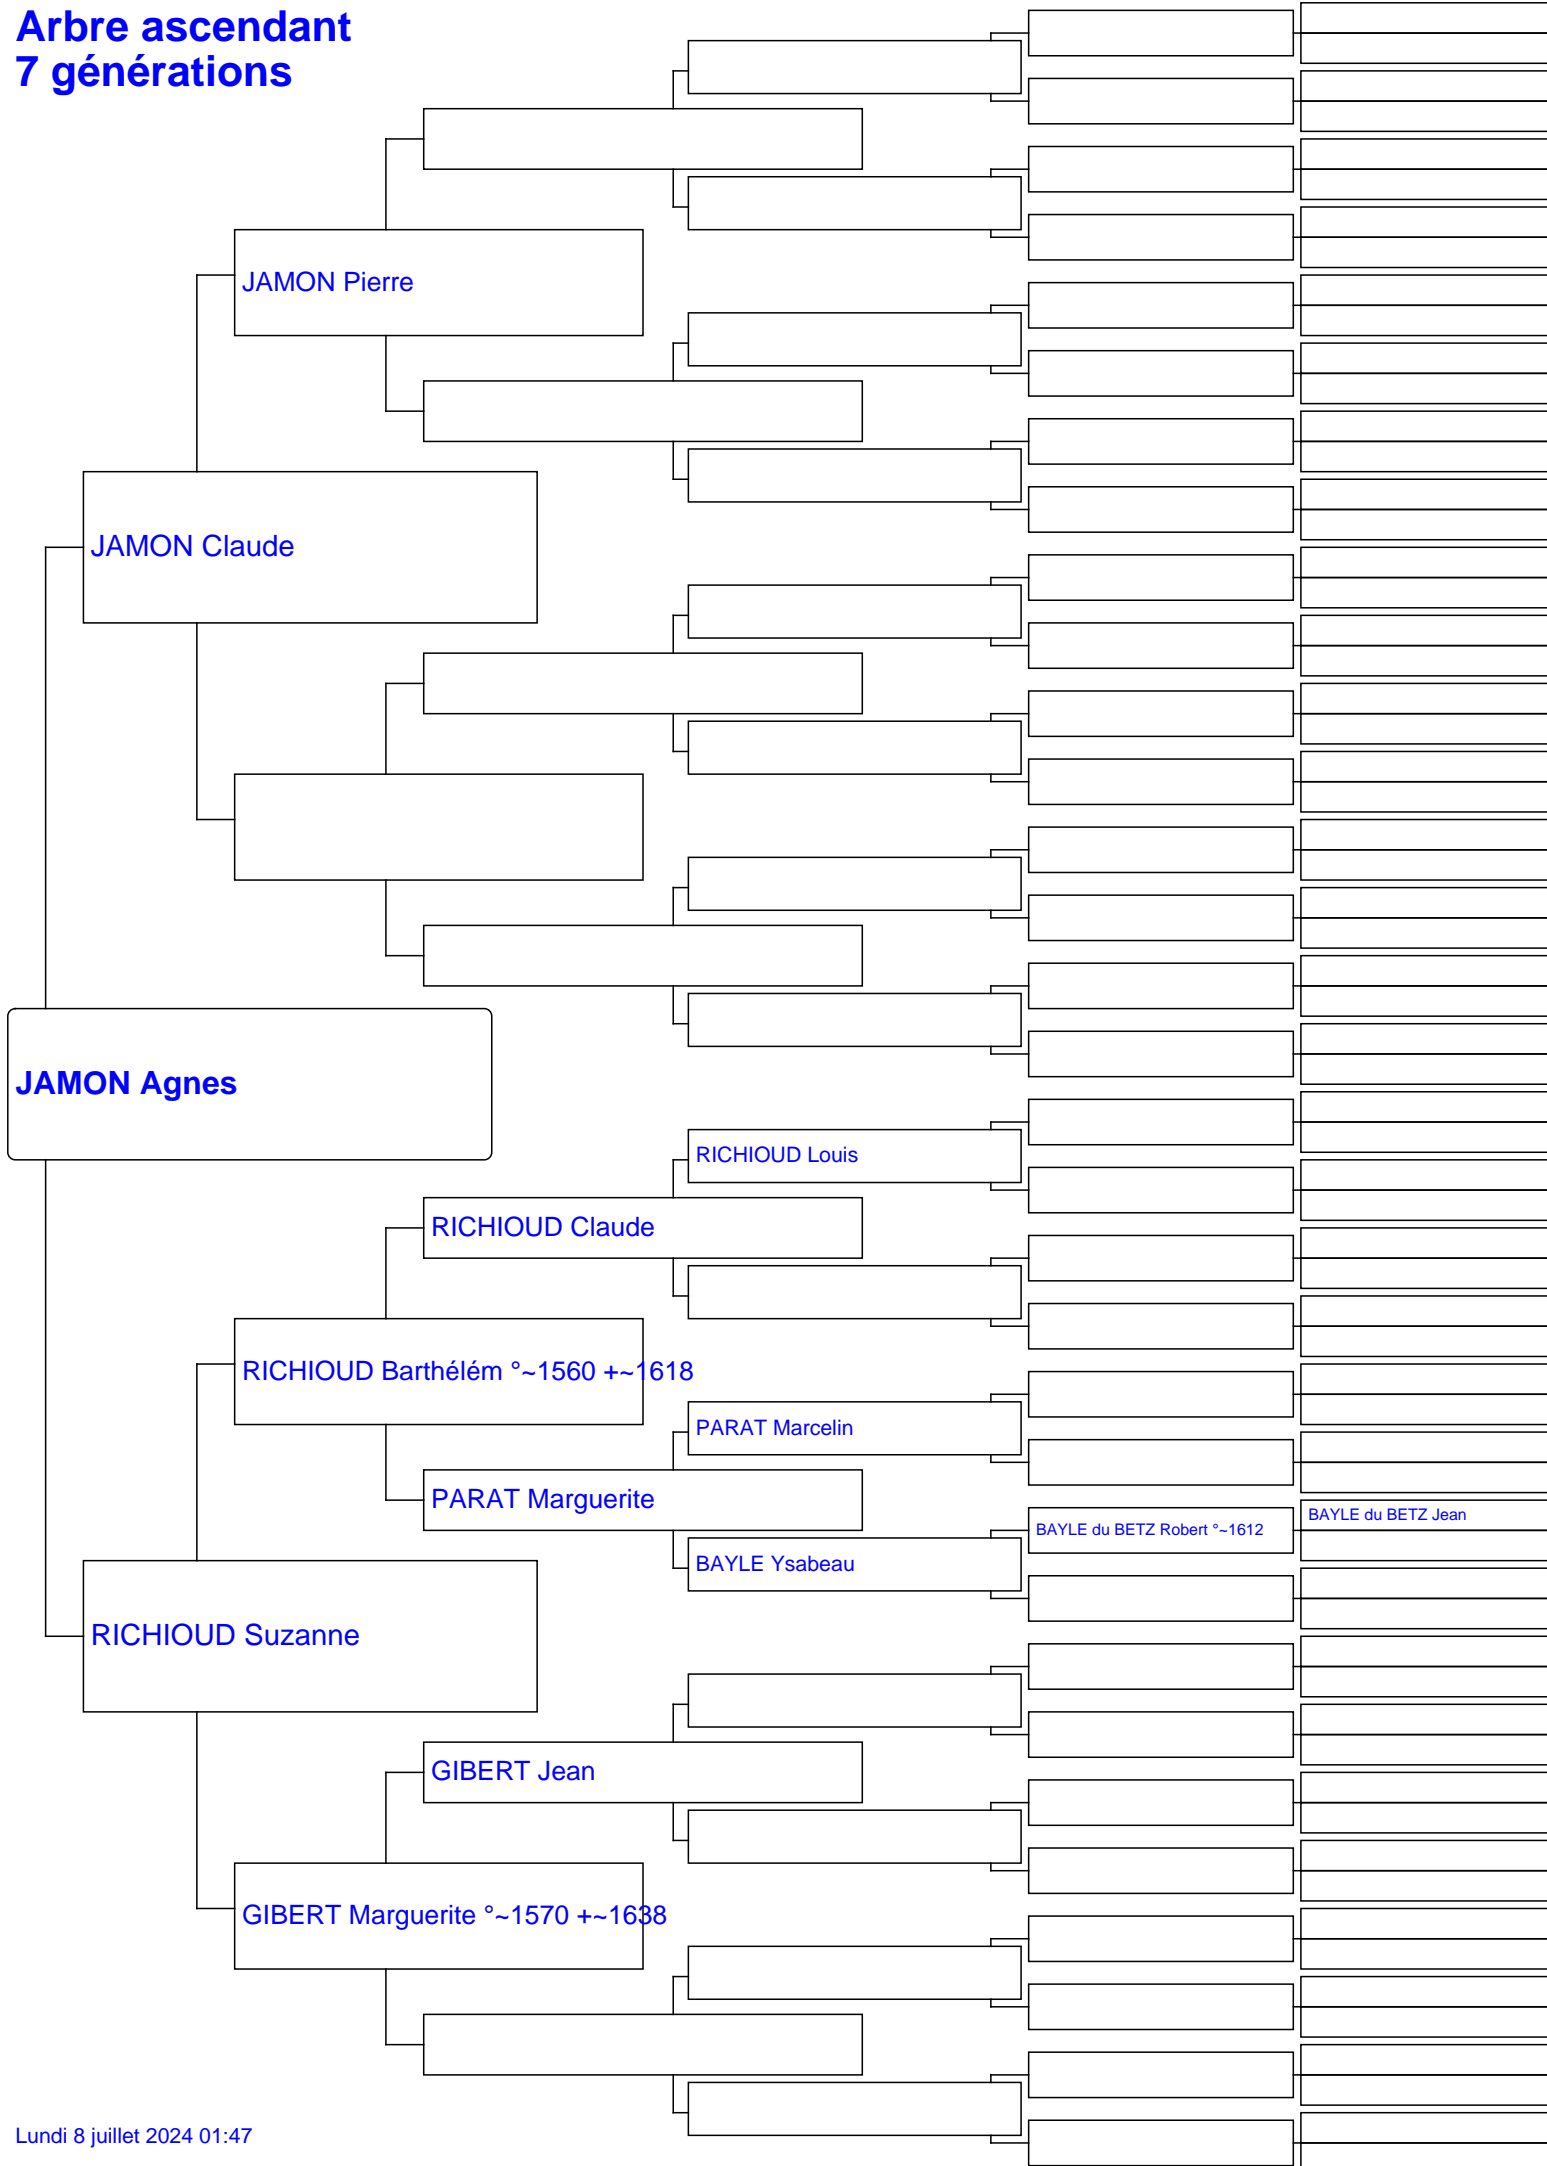 Arbre ascendant
7 générations
JAMON Pierre
JAMON Claude
JAMON Agnes
RICHIOUD Louis
RICHIOUD Claude
RICHIOUD Barthélém °~1560 +~1618
PARAT Marcelin
PARAT Marguerite
BAYLE du BETZ Jean
BAYLE du BETZ Robert °~1612
BAYLE Ysabeau
RICHIOUD Suzanne
GIBERT Jean
GIBERT Marguerite °~1570 +~1638
Lundi 8 juillet 2024 01:47